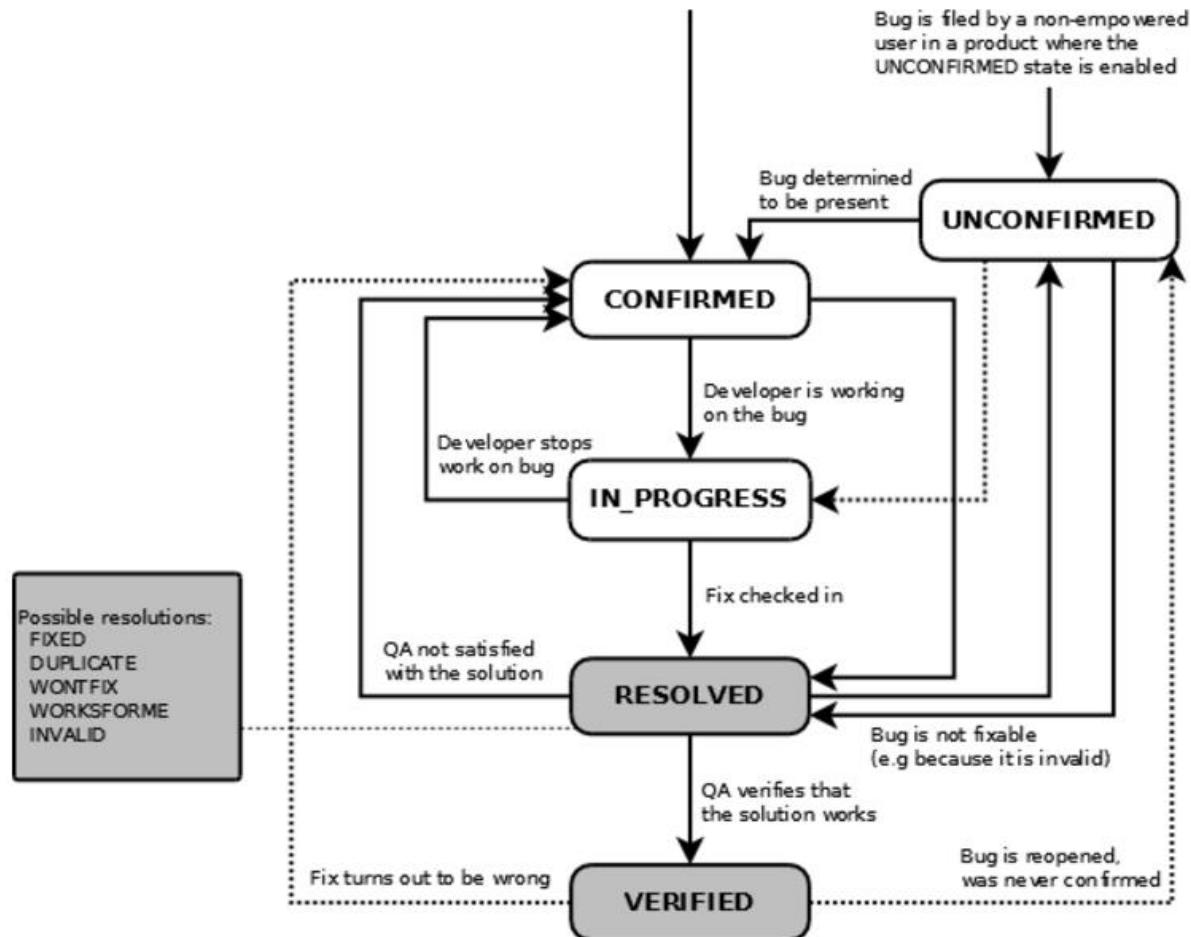 Bug is filed by a non-empowered
user in a product where the
UNCONFIRMED state is enabled
Bug determined
to be present
UNCONFIRMED
CONFIRMED
Developer is working
on the bug
Developer stops
work on bug
IN_PROGRESS
Fix checked in
Possible resolutions:
FIXED
DUPLICATE
WONTFIX
WORKSFORME
INVALID
QA not satisfied
with the solution
RESOLVED
Bug is not fixable
(e.g because it is invalid)
QA verifies that
the solution works
Fix turns out to be wrong
VERIFIED
Bug is reopened,
was never confirmed